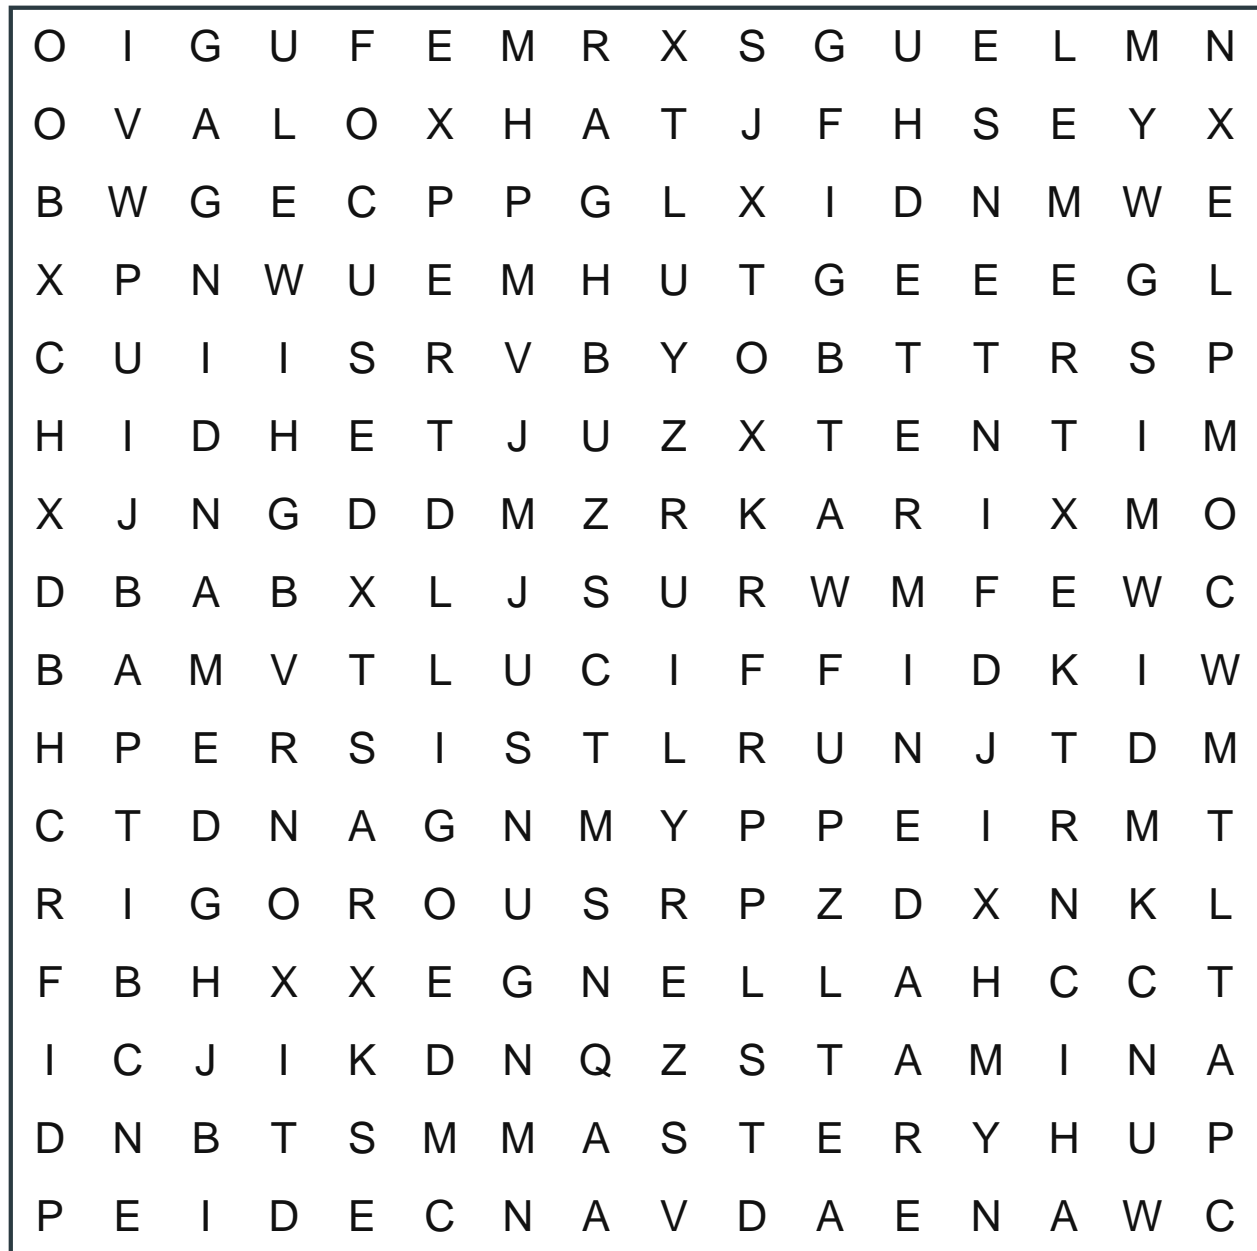 O I G U F E M R X S G U E L M N
O V A L O X H A T J F H S E Y X
B W G E C P P G L X I D N M W E
X P N W U E M H U T G E E E G L
C U I I S R V B Y O B T T R S P
H I D H E T J U Z X T E N T I M
X J N G D D M Z R K A R I X M O
D B A B X L J S U R W M F E W C
B A M V T L U C I F F I D K I W
H P E R S I S T L R U N J T D M
C T D N A G N M Y P P E I R M T
R I G O R O U S R P Z D X N K L
F B H X X E G N E L L A H C C T
I C J I K D N Q Z S T A M I N A
D N B T S M M A S T E R Y H U P
P E I D E C N A V D A E N A W C